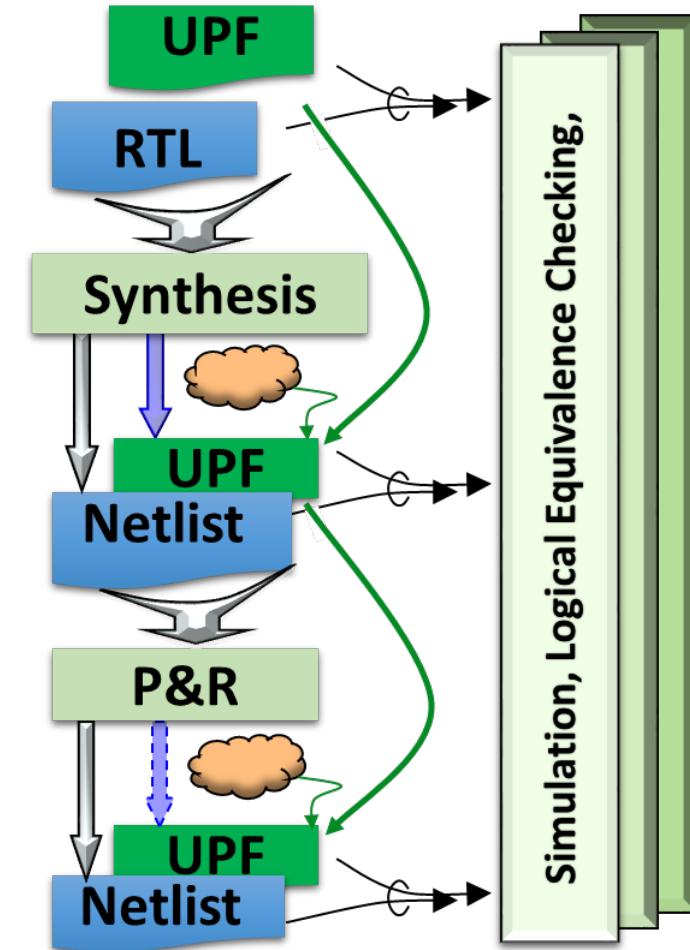 UPF
RTL
Synthesis
UPF
Netlist
P&R
UPF
Netlist
Simulation, Logical Equivalence Checking,